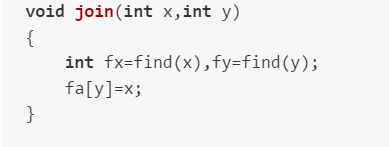 void join(int x,int y)
{
    int fx=find(x),fy=find(y);
    fa[y]=x;
}